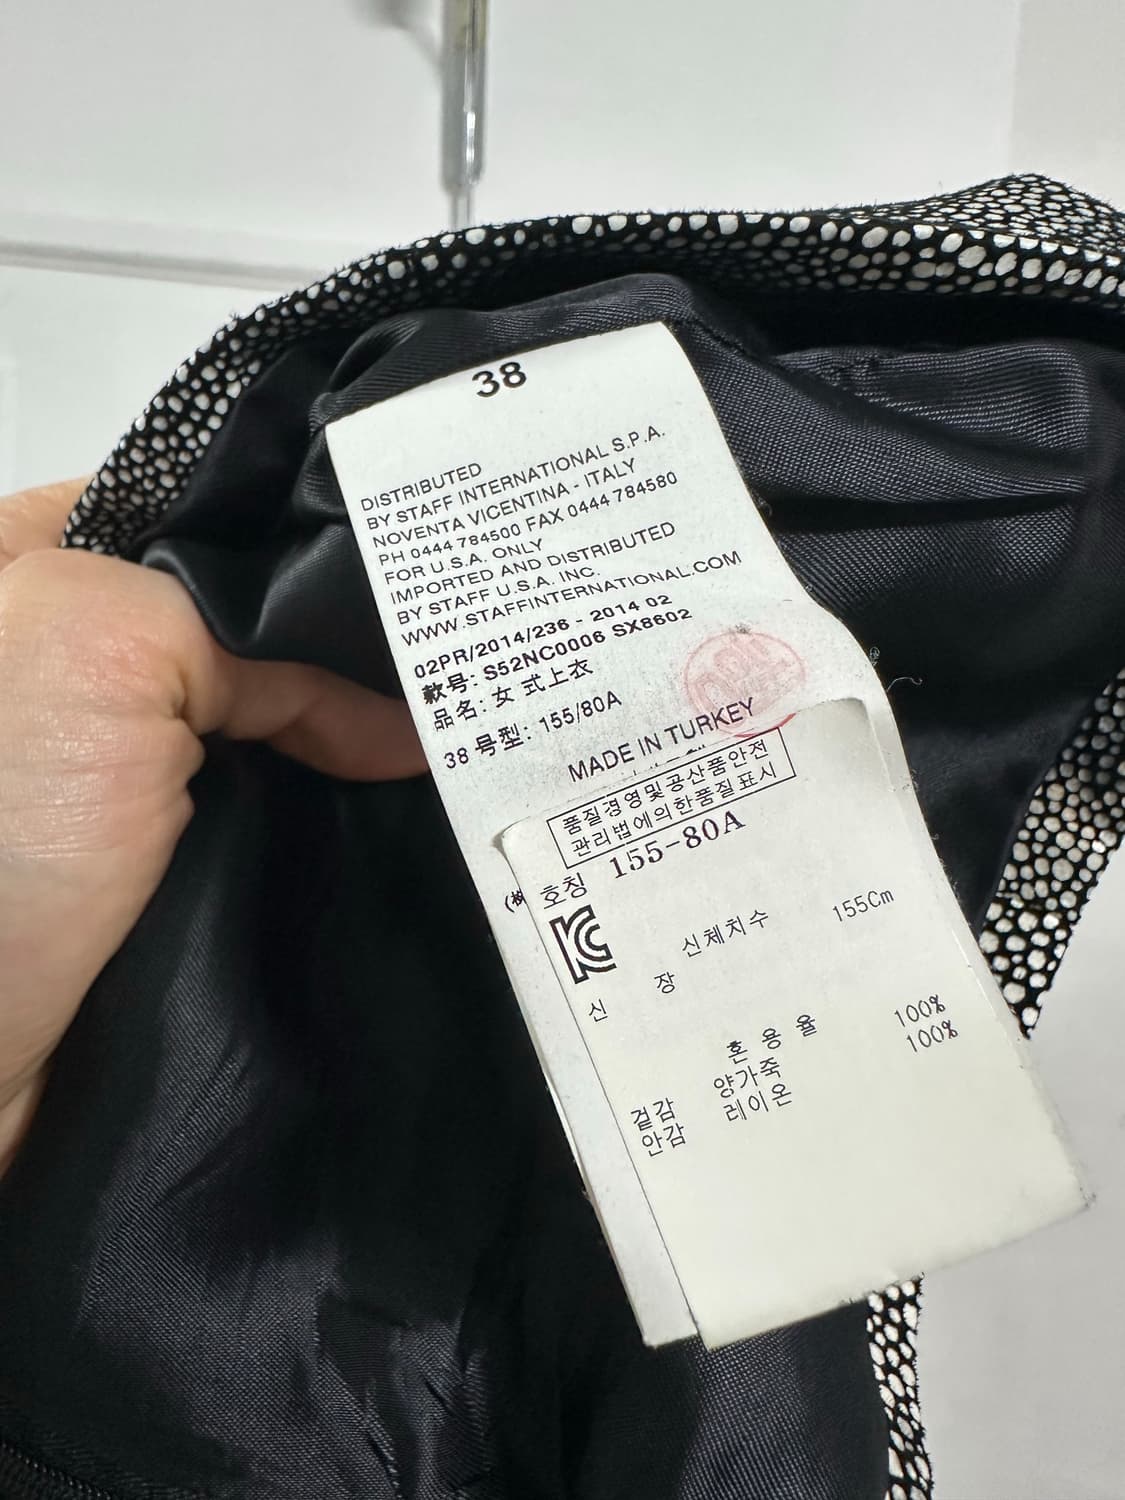 38
DISTRIBUTED
BY STAFF INTERNATIONAL S.P.A.
NOVENTA VICENTINA - ITALY
PH 0444 784500 FAX 0444 784580
FOR U.S.A. ONLY
IMPORTED AND DISTRIBUTED
BY STAFF U.S.A. INC.
WWW.STAFFINTERNATIONAL.COM
02PR/2014/236 - 2014 02
款号: S52NC0006 SX8602
品名: 女 式上衣
38 号型: 155/80A
MADE IN TURKEY
품질경영및공산품안전
관리법에의한품질표시
호칭 155-80A
신체치수
신 장 155Cm
혼 용 율
겉감 양가죽 100%
안감 레이온 100%